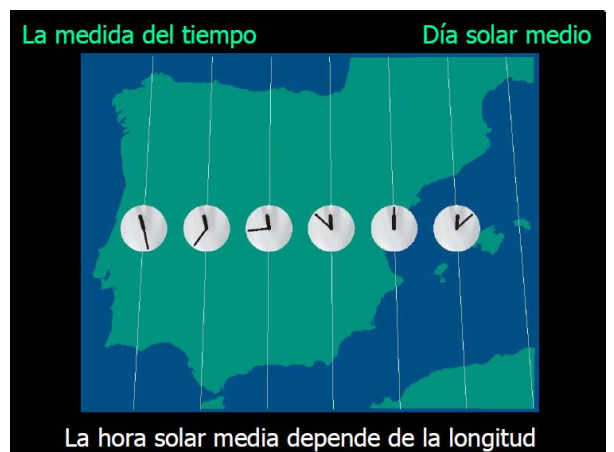 La medida del tiempo
Día solar medio
La hora solar media depende de la longitud